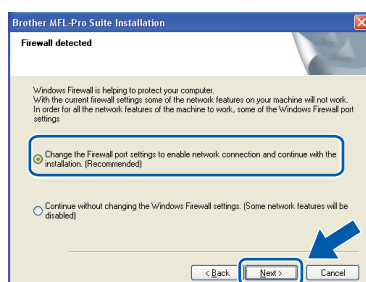 Brother MFL-Pro Suite Installation
Firewall detected
Windows Firewall is helping to protect your computer.
With the current firewall settings some of the network features on your machine will not work.
In order for all the network features of the machine to work, some of the Windows Firewall port
settings
Change the Firewall port settings to enable network connection and continue with the
installation. (Recommended)
Continue without changing the Windows Firewall settings. (Some network features will be
disabled)
< Back
Next >
Cancel